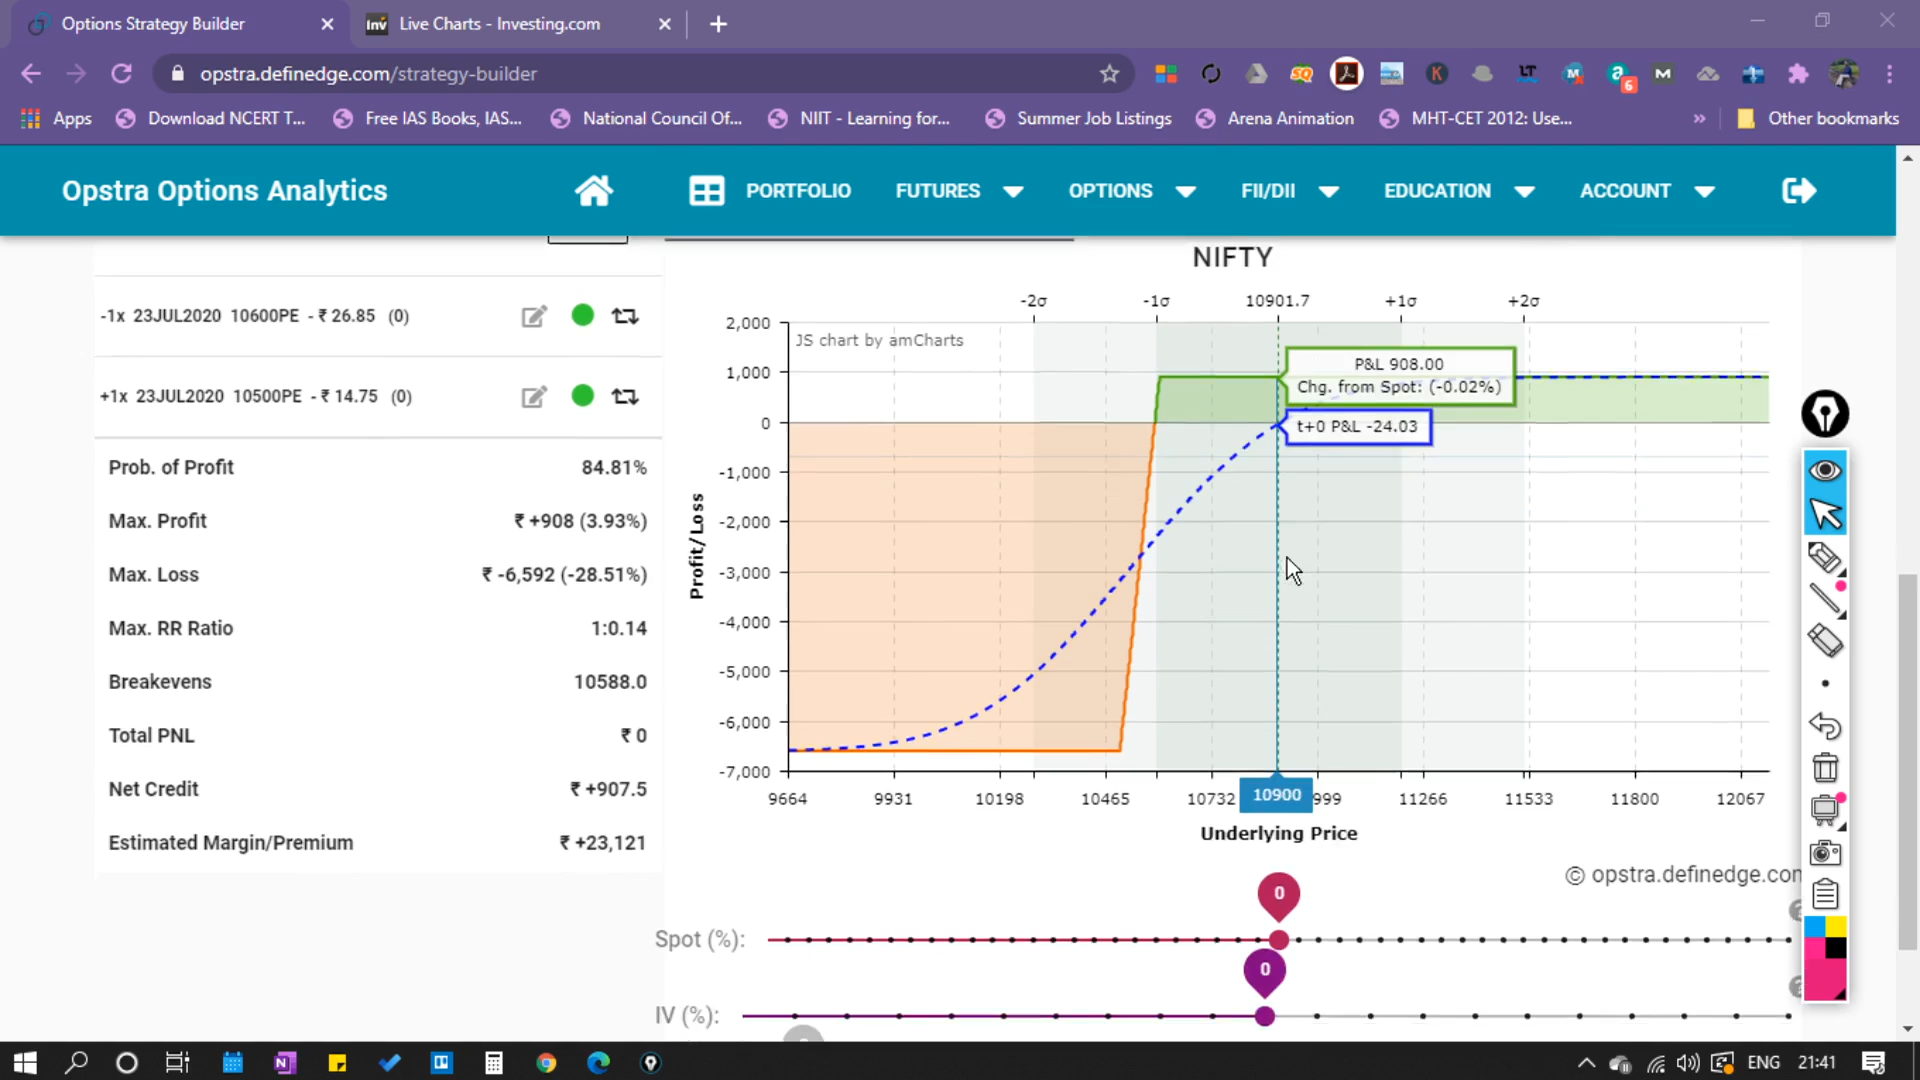 Options Strategy Builder
Live Charts - Investing.com
opstra.definedge.com/strategy-builder
Apps
Download NCERT T...
Free IAS Books, IAS...
National Council Of...
NIIT - Learning for...
Summer Job Listings
Arena Animation
MHT-CET 2012: Use...
Other bookmarks
Opstra Options Analytics
PORTFOLIO
FUTURES
OPTIONS
FII/DII
EDUCATION
ACCOUNT
-1x 23JUL2020 10600PE - ₹ 26.85 (0)
+1x 23JUL2020 10500PE - ₹ 14.75 (0)
Prob. of Profit 84.81%
Max. Profit ₹ +908 (3.93%)
Max. Loss ₹ -6,592 (-28.51%)
Max. RR Ratio 1:0.14
Breakevens 10588.0
Total PNL ₹ 0
Net Credit ₹ +907.5
Estimated Margin/Premium ₹ +23,121
NIFTY
-2σ -1σ 10901.7 +1σ +2σ
JS chart by amCharts
2,000
1,000
0
-1,000
-2,000
-3,000
-4,000
-5,000
-6,000
-7,000
Profit/Loss
P&L 908.00
Chg. from Spot: (-0.02%)
t+0 P&L -24.03
9664 9931 10198 10465 10732 10900 999 11266 11533 11800 12067
Underlying Price
© opstra.definedge.con
0
Spot (%):
0
IV (%):
ENG 21:41